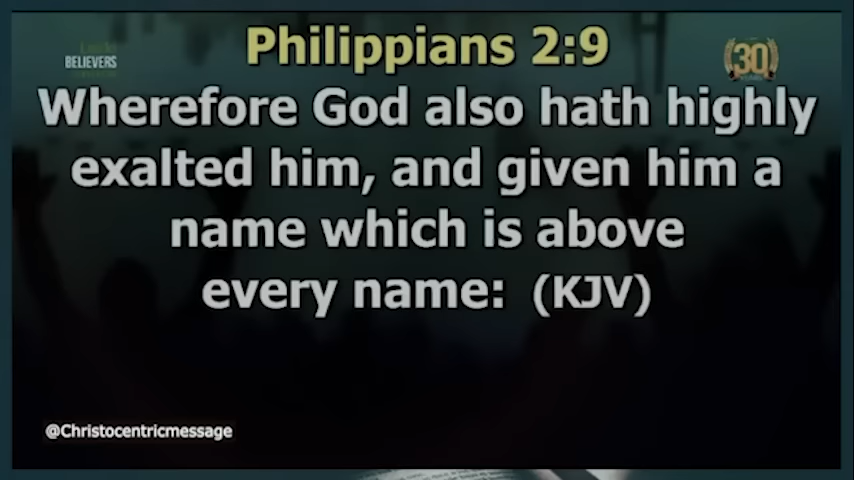 Philippians 2:9
BELIEVERS
30
Wherefore God also hath highly
exalted him, and given him a
name which is above
every name: (KJV)
@Christocentricmessage